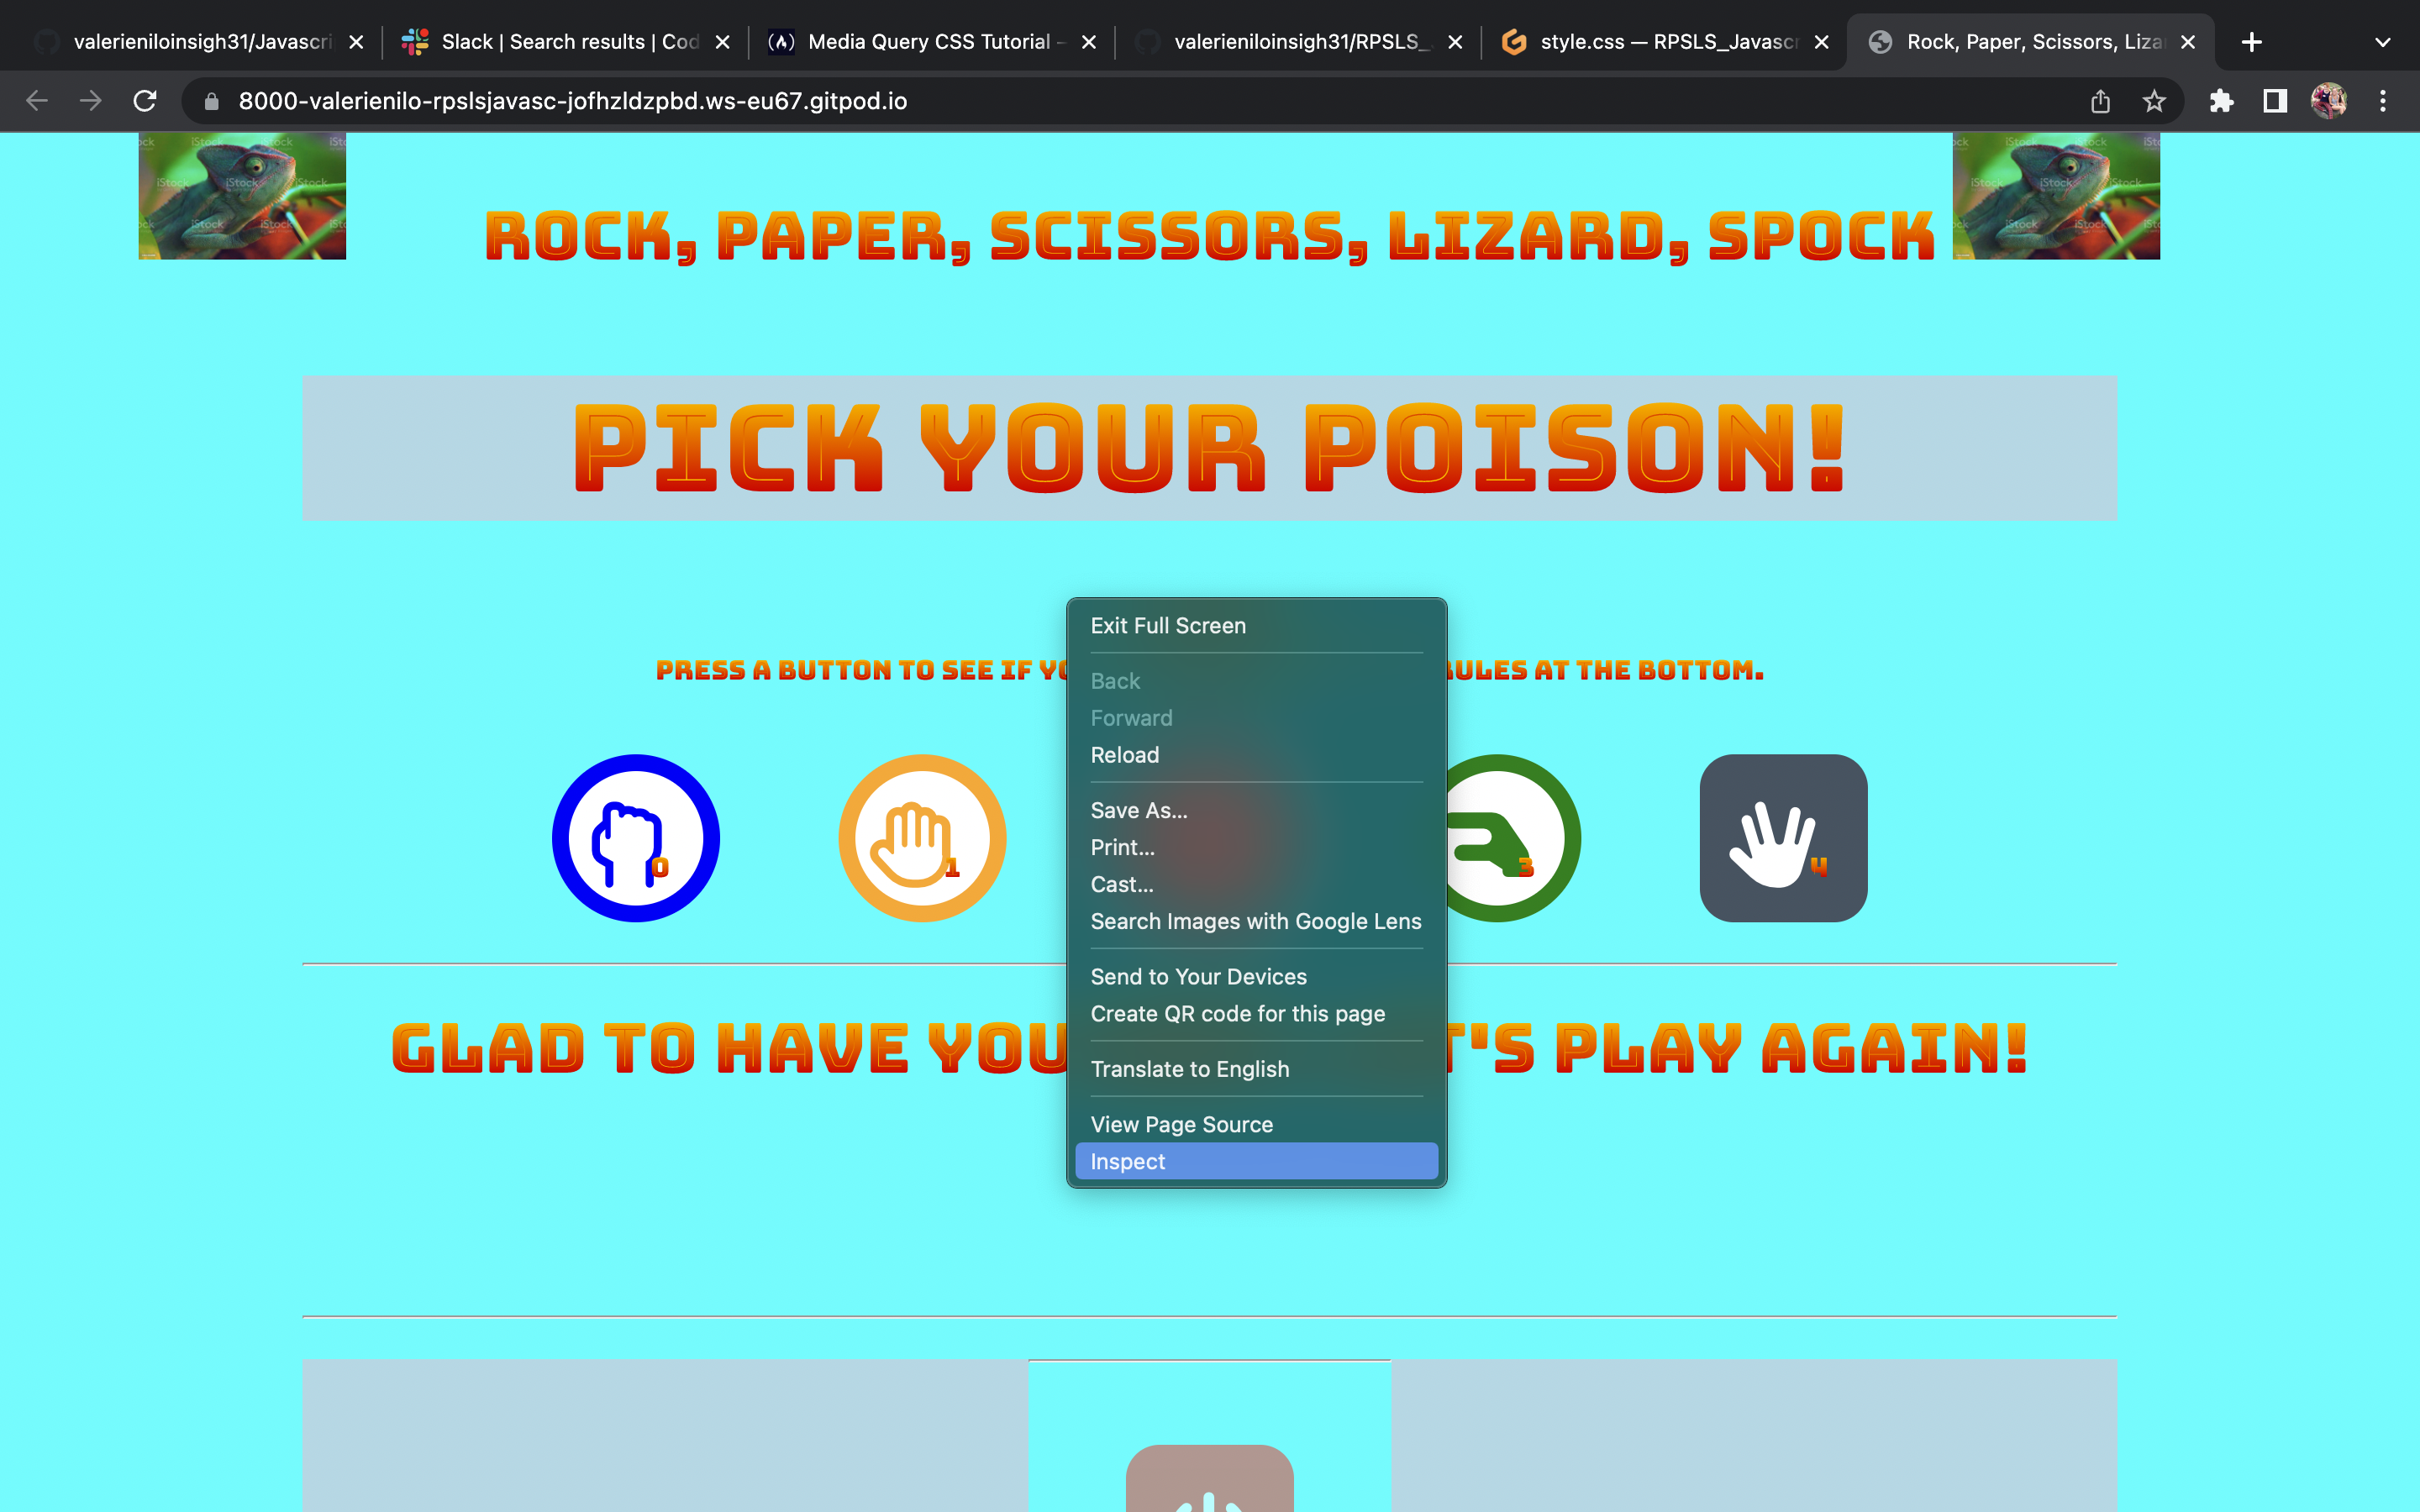 valerieniloinsigh31/Javascri
Slack | Search results | Cod
Media Query CSS Tutorial –
valerieniloinsigh31/RPSLS_
style.css — RPSLS_Javascr
Rock, Paper, Scissors, Liza
8000-valerienilo-rpslsjavasc-jofhzldzpbd.ws-eu67.gitpod.io
iStock
iStock
ROCK, PAPER, SCISSORS, LIZARD, SPOCK
PICK YOUR POISON!
PRESS A BUTTON TO SEE IF YO
RULES AT THE BOTTOM.
0
1
3
4
GLAD TO HAVE YOU
T'S PLAY AGAIN!
Exit Full Screen
Back
Forward
Reload
Save As...
Print...
Cast...
Search Images with Google Lens
Send to Your Devices
Create QR code for this page
Translate to English
View Page Source
Inspect